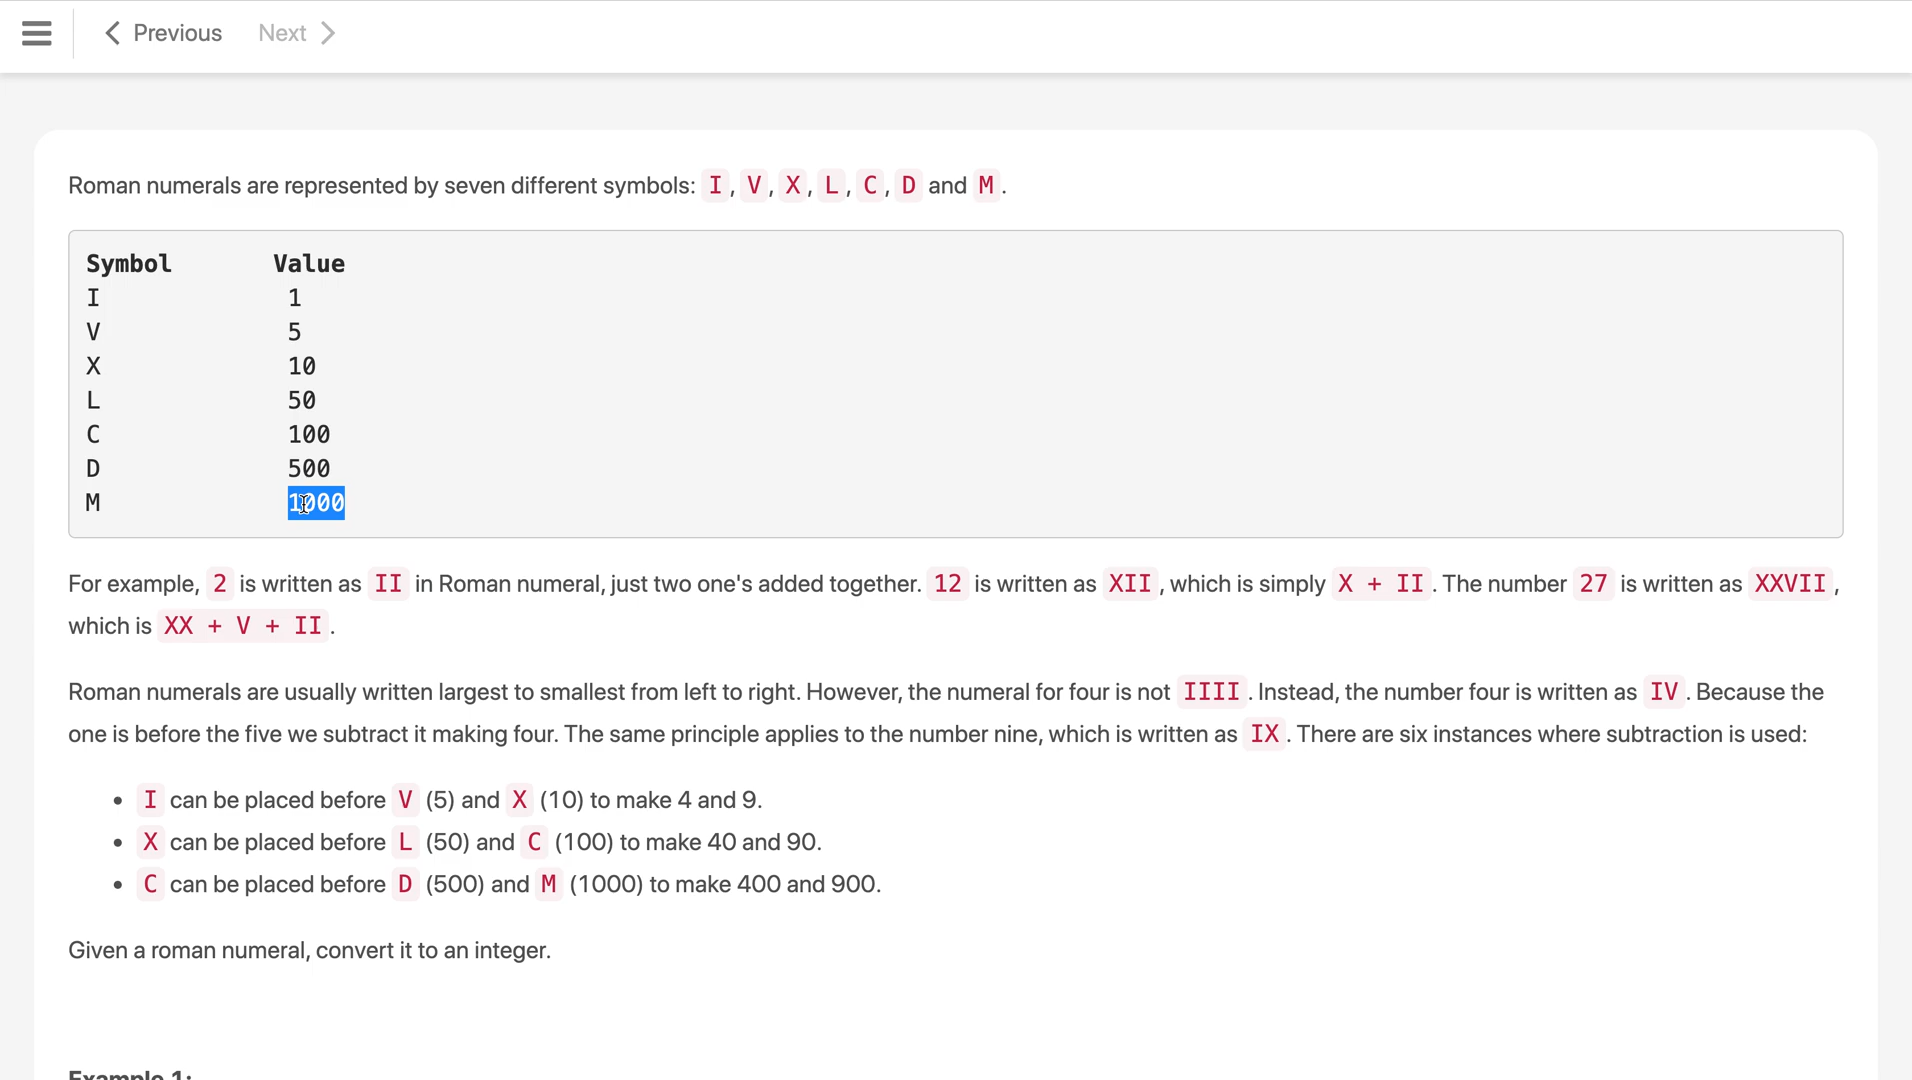 Previous Next
Roman numerals are represented by seven different symbols: I, V, X, L, C, D and M.
Symbol Value
I 1
V 5
X 10
L 50
C 100
D 500
M 1000
For example, 2 is written as II in Roman numeral, just two one's added together. 12 is written as XII, which is simply X + II. The number 27 is written as XXVII,
which is XX + V + II.
Roman numerals are usually written largest to smallest from left to right. However, the numeral for four is not IIII. Instead, the number four is written as IV. Because the
one is before the five we subtract it making four. The same principle applies to the number nine, which is written as IX. There are six instances where subtraction is used:
• I can be placed before V (5) and X (10) to make 4 and 9.
• X can be placed before L (50) and C (100) to make 40 and 90.
• C can be placed before D (500) and M (1000) to make 400 and 900.
Given a roman numeral, convert it to an integer.
Example 1: